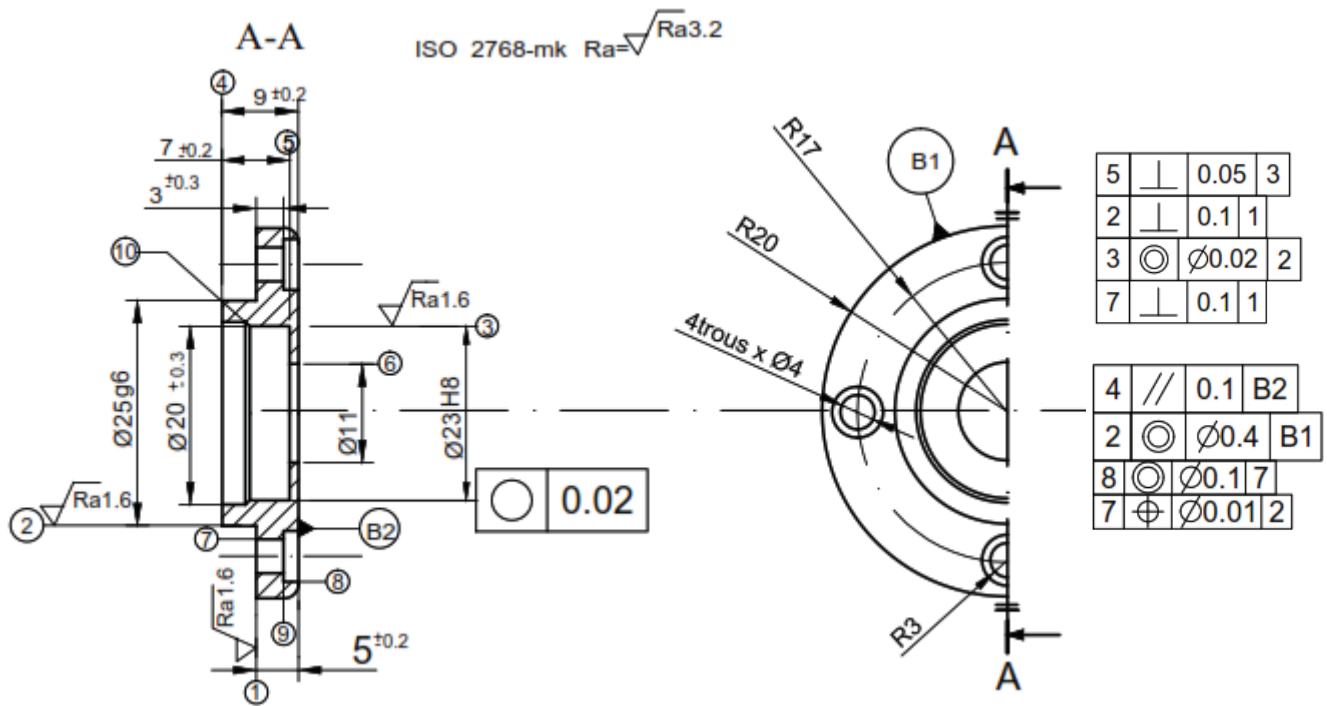 A-A
ISO 2768-mk Ra= Ra3.2
4
9 ±0.2
7 ±0.2
5
3 ±0.3
10
Ra1.6
3
6
Ø25g6
Ø20 ±0.3
Ø11
Ø23H8
○ 0.02
2
Ra1.6
7
B2
8
Ra1.6
9
5 ±0.2
1
R17
B1
A
R20
4trous x Ø4
R3
A
5 ⊥ 0.05 3
2 ⊥ 0.1 1
3 ◎ Ø0.02 2
7 ⊥ 0.1 1
4 // 0.1 B2
2 ◎ Ø0.4 B1
8 ◎ Ø0.1 7
7 ⌖ Ø0.01 2